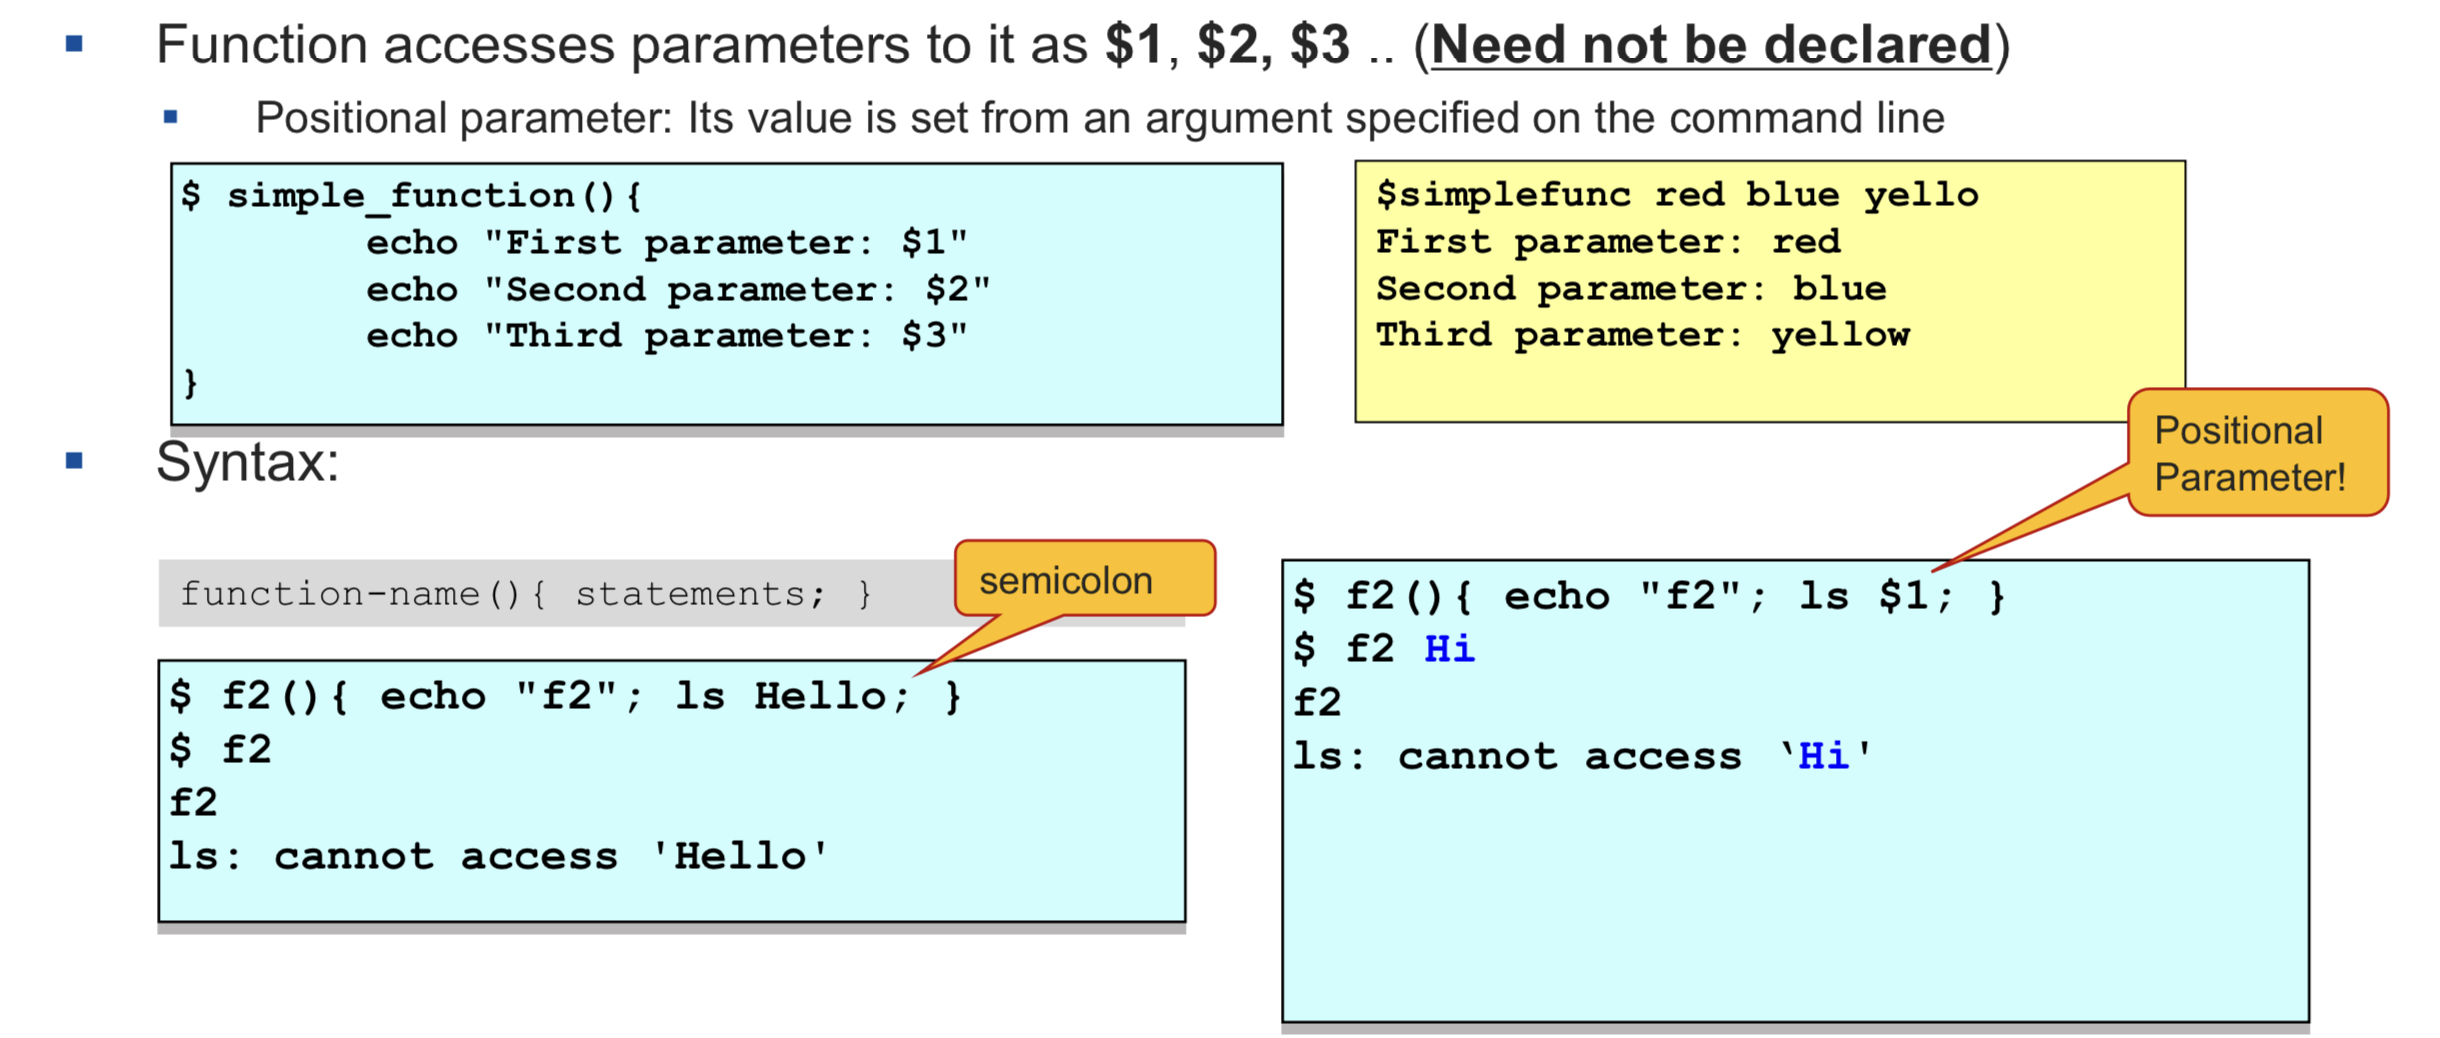 Function accesses parameters to it as $1, $2, $3 .. (Need not be declared)
Positional parameter: Its value is set from an argument specified on the command line
$ simple_function(){
echo "First parameter: $1"
echo "Second parameter: $2"
echo "Third parameter: $3"
}
$simplefunc red blue yello
First parameter: red
Second parameter: blue
Third parameter: yellow
Positional
Parameter!
Syntax:
function-name(){ statements; }
semicolon
$ f2(){ echo "f2"; ls Hello; }
$ f2
f2
ls: cannot access 'Hello'
$ f2(){ echo "f2"; ls $1; }
$ f2 Hi
f2
ls: cannot access `Hi'